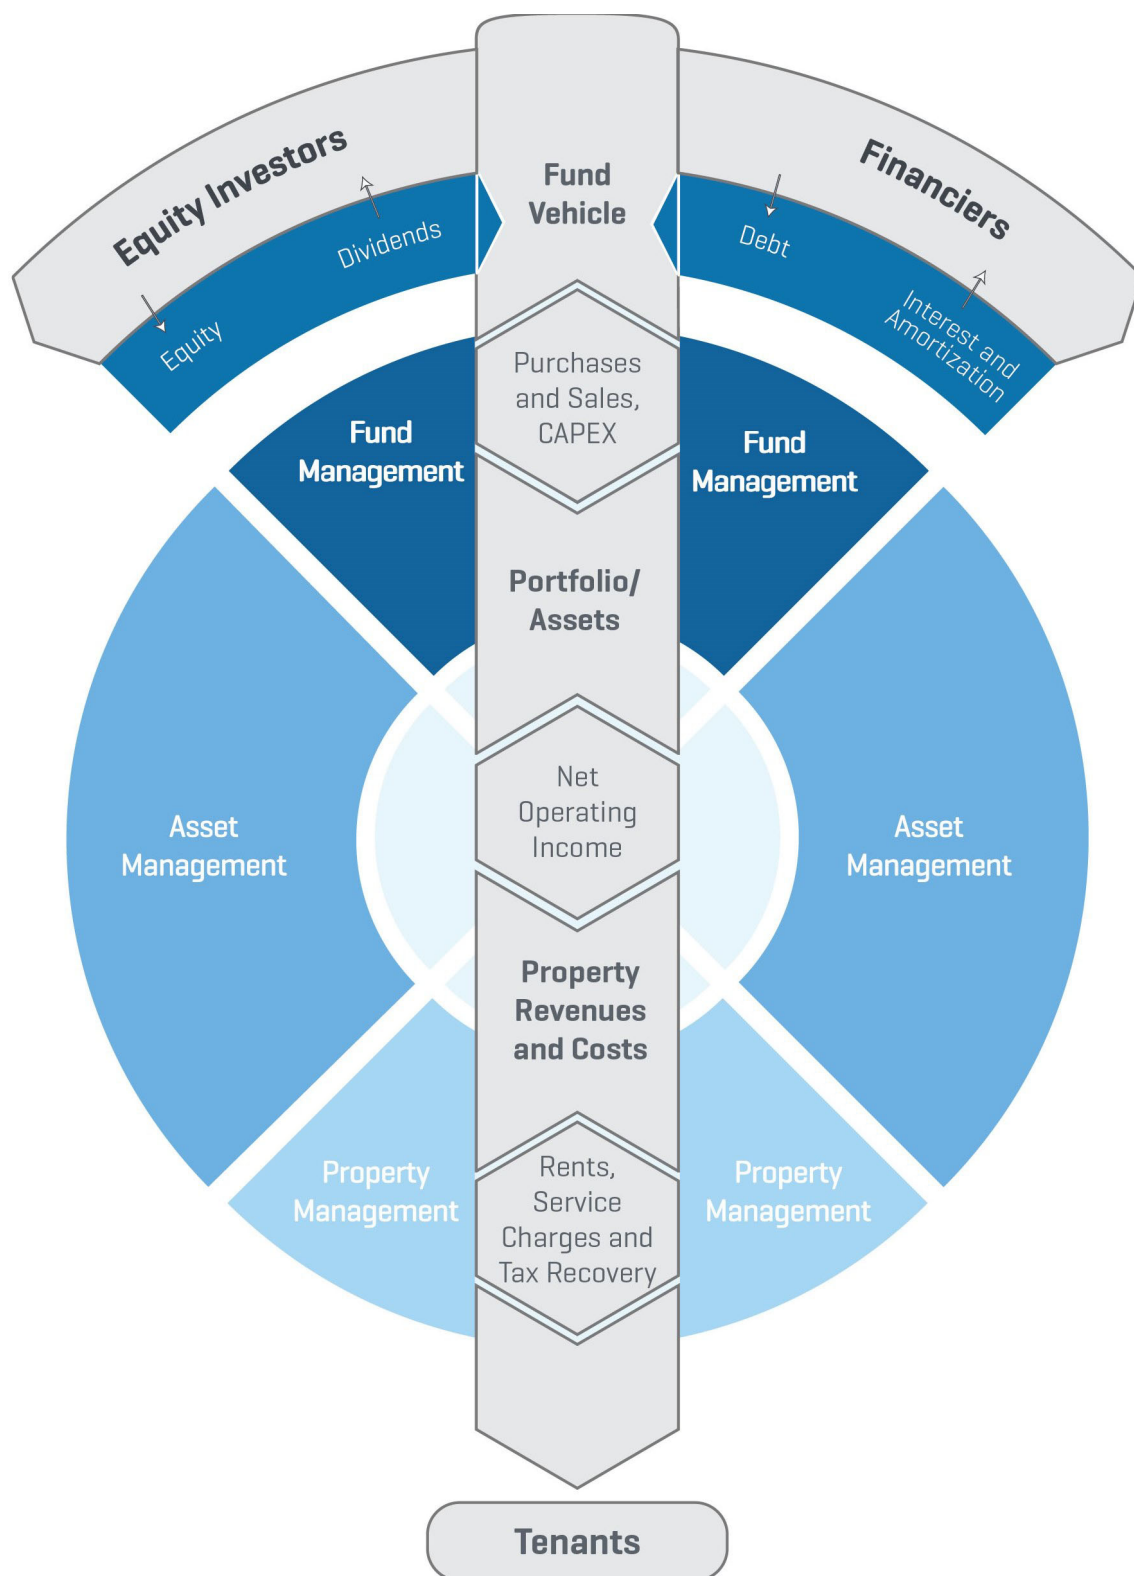 Equity Investors
Financiers
Fund
Vehicle
Equity
Dividends
Debt
Interest and
Amortization
Purchases
and Sales,
CAPEX
Fund
Management
Fund
Management
Portfolio/
Assets
Asset
Management
Net
Operating
Income
Asset
Management
Property
Revenues
and Costs
Property
Management
Rents,
Service
Charges and
Tax Recovery
Property
Management
Tenants